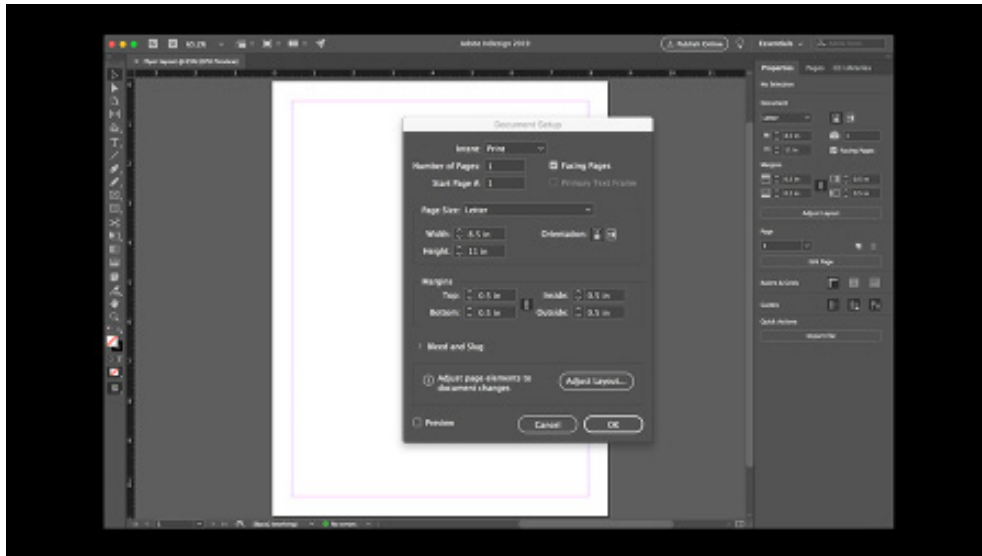 Adobe InDesign 2019
Publish Online
Essentials
Properties Pages CC Libraries
No Selection
Document
Letter
Facing Pages
Margins
Adjust Layout
Page
Edit Page
Rulers & Grids
Guides
Quick Actions
Import File
Document Setup
Intent: Print
Number of Pages: 1
Facing Pages
Start Page #: 1
Primary Text Frame
Page Size: Letter
Width: 8.5 in
Orientation:
Height: 11 in
Margins
Top: 0.5 in
Inside: 0.5 in
Bottom: 0.5 in
Outside: 0.5 in
Bleed and Slug
Adjust page elements to
document changes
Adjust Layout...
Preview
Cancel
OK